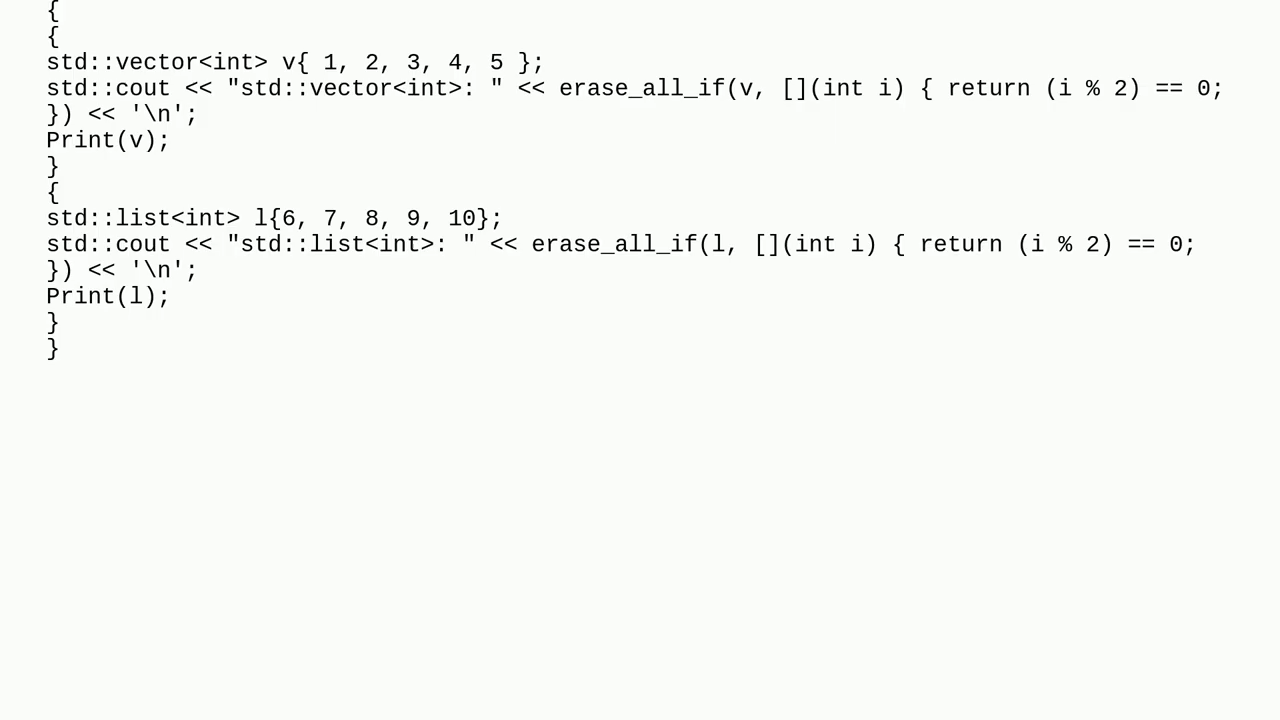 {
{
std::vector<int> v{ 1, 2, 3, 4, 5 };
std::cout << "std::vector<int>: " << erase_all_if(v, [](int i) { return (i % 2) == 0;
}) << '\n';
Print(v);
}
{
std::list<int> l{6, 7, 8, 9, 10};
std::cout << "std::list<int>: " << erase_all_if(l, [](int i) { return (i % 2) == 0;
}) << '\n';
Print(l);
}
}